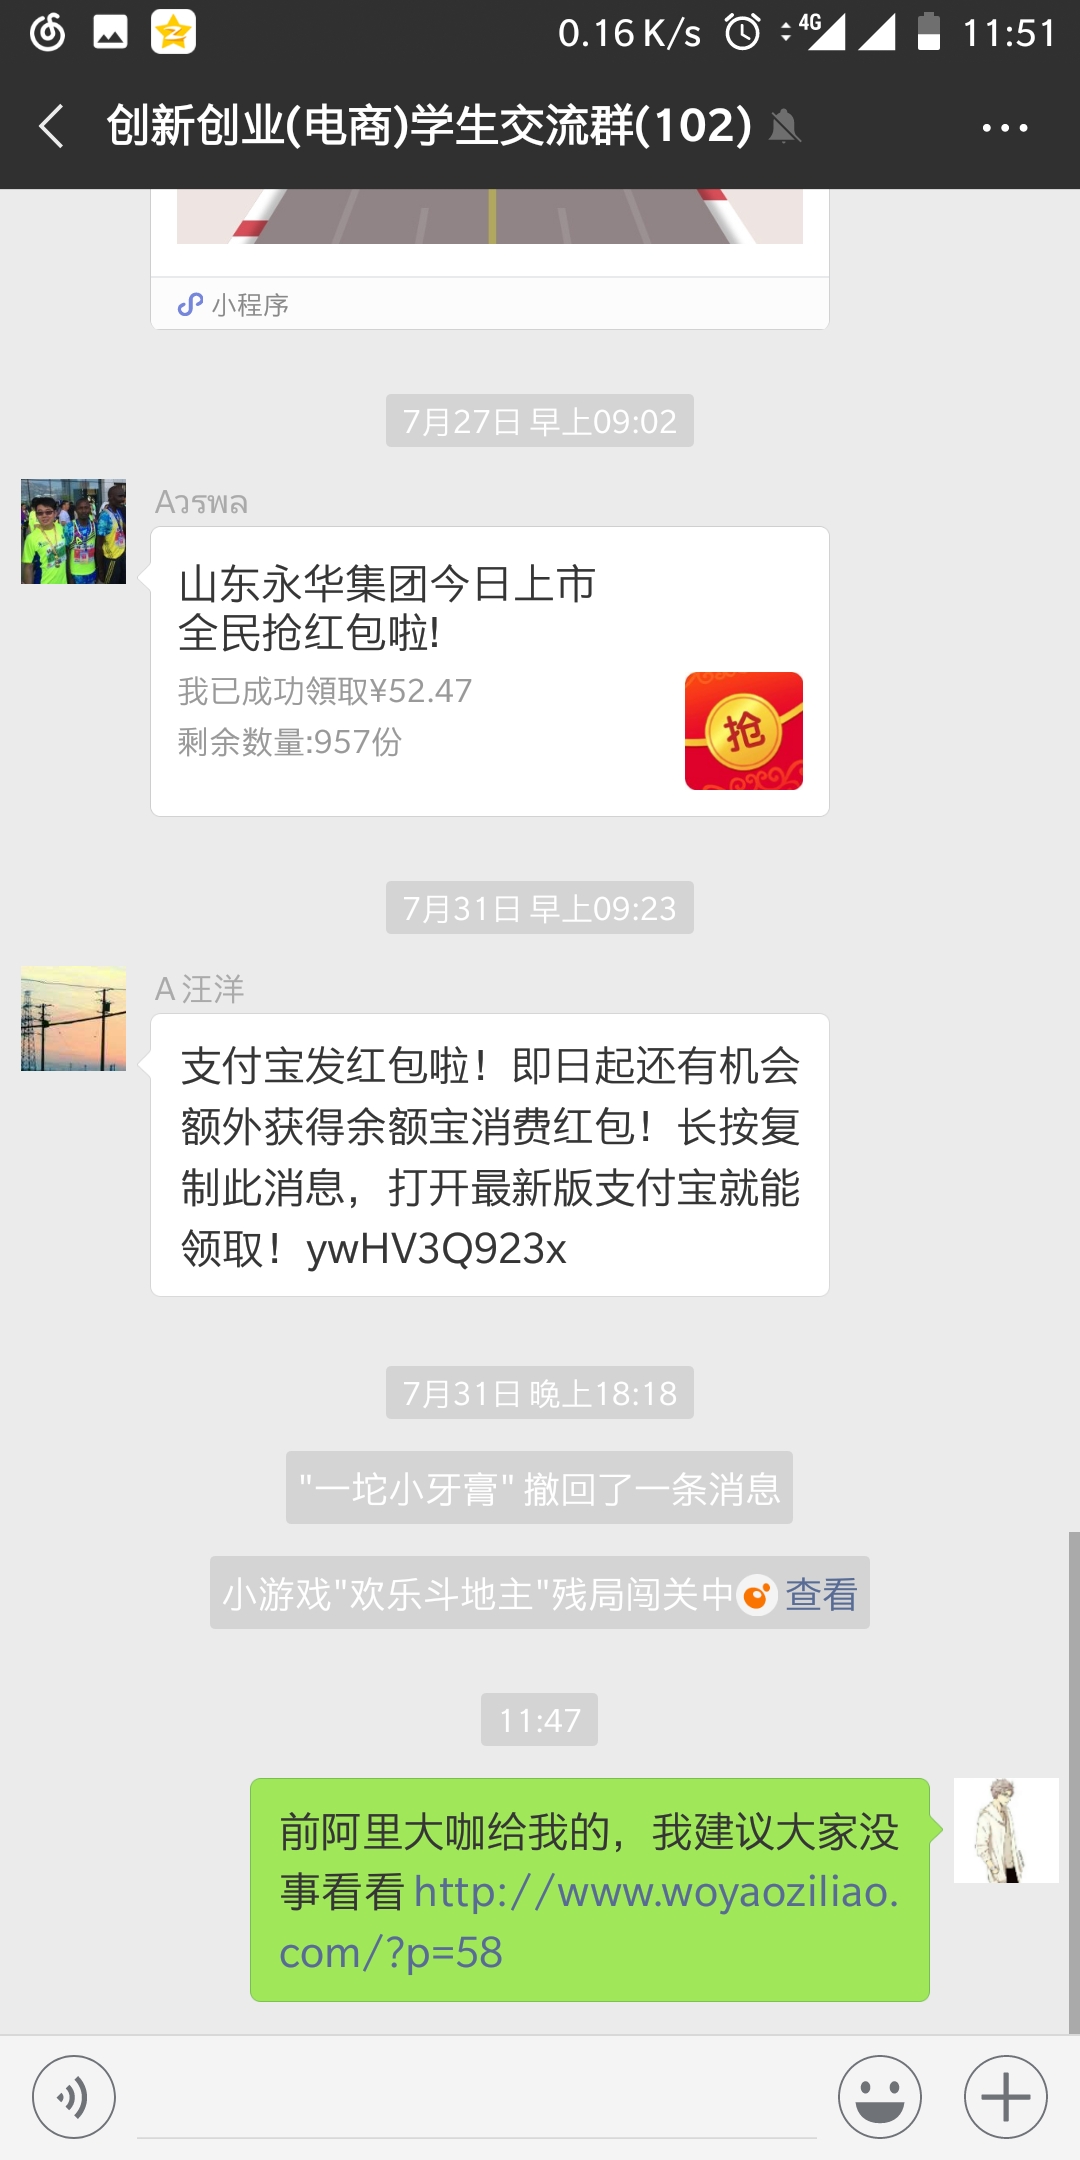 0.16 K/s 4G 11:51
创新创业(电商)学生交流群(102)
小程序
7月27日 早上09:02
Aวรพล
山东永华集团今日上市
全民抢红包啦!
我已成功領取¥52.47
剩余数量:957份
抢
7月31日 早上09:23
A 汪洋
支付宝发红包啦！即日起还有机会
额外获得余额宝消费红包！长按复
制此消息，打开最新版支付宝就能
领取！ywHV3Q923x
7月31日 晚上18:18
"一坨小牙膏" 撤回了一条消息
小游戏"欢乐斗地主"残局闯关中 查看
11:47
前阿里大咖给我的，我建议大家没
事看看 http://www.woyaoziliao.
com/?p=58